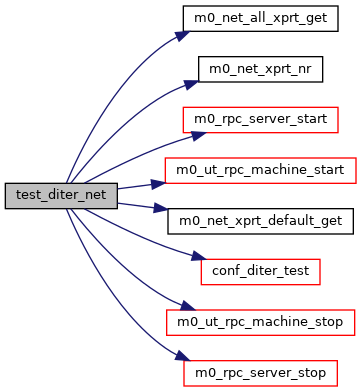 m0_net_all_xprt_get
m0_net_xprt_nr
m0_rpc_server_start
m0_ut_rpc_machine_start
test_diter_net
m0_net_xprt_default_get
conf_diter_test
m0_ut_rpc_machine_stop
m0_rpc_server_stop